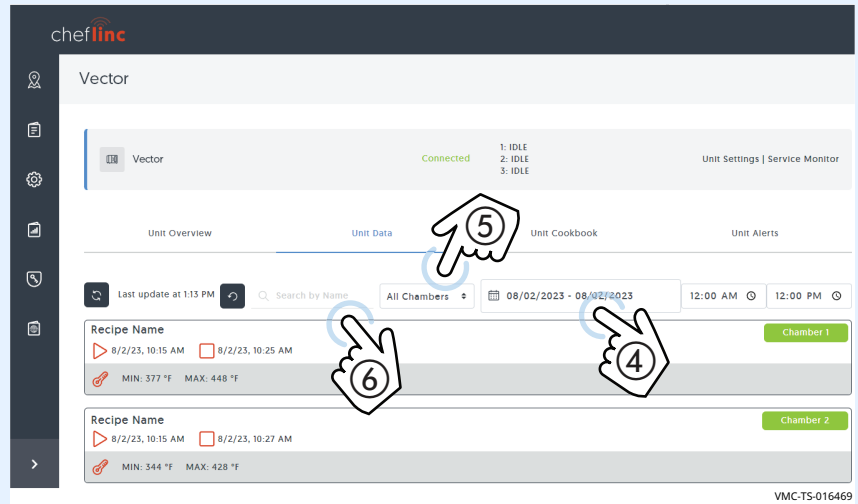 cheflinc
Vector
Vector
Connected
1: IDLE
2: IDLE
3: IDLE
Unit Settings | Service Monitor
Unit Overview
Unit Data
Unit Cookbook
Unit Alerts
5
Last update at 1:13 PM
Search by Name
All Chambers
08/02/2023 - 08/02/2023
12:00 AM
12:00 PM
Recipe Name
Chamber 1
8/2/23, 10:15 AM
8/2/23, 10:25 AM
MIN: 377 °F MAX: 448 °F
6
4
Recipe Name
Chamber 2
8/2/23, 10:15 AM
8/2/23, 10:27 AM
MIN: 344 °F MAX: 428 °F
VMC-TS-016469